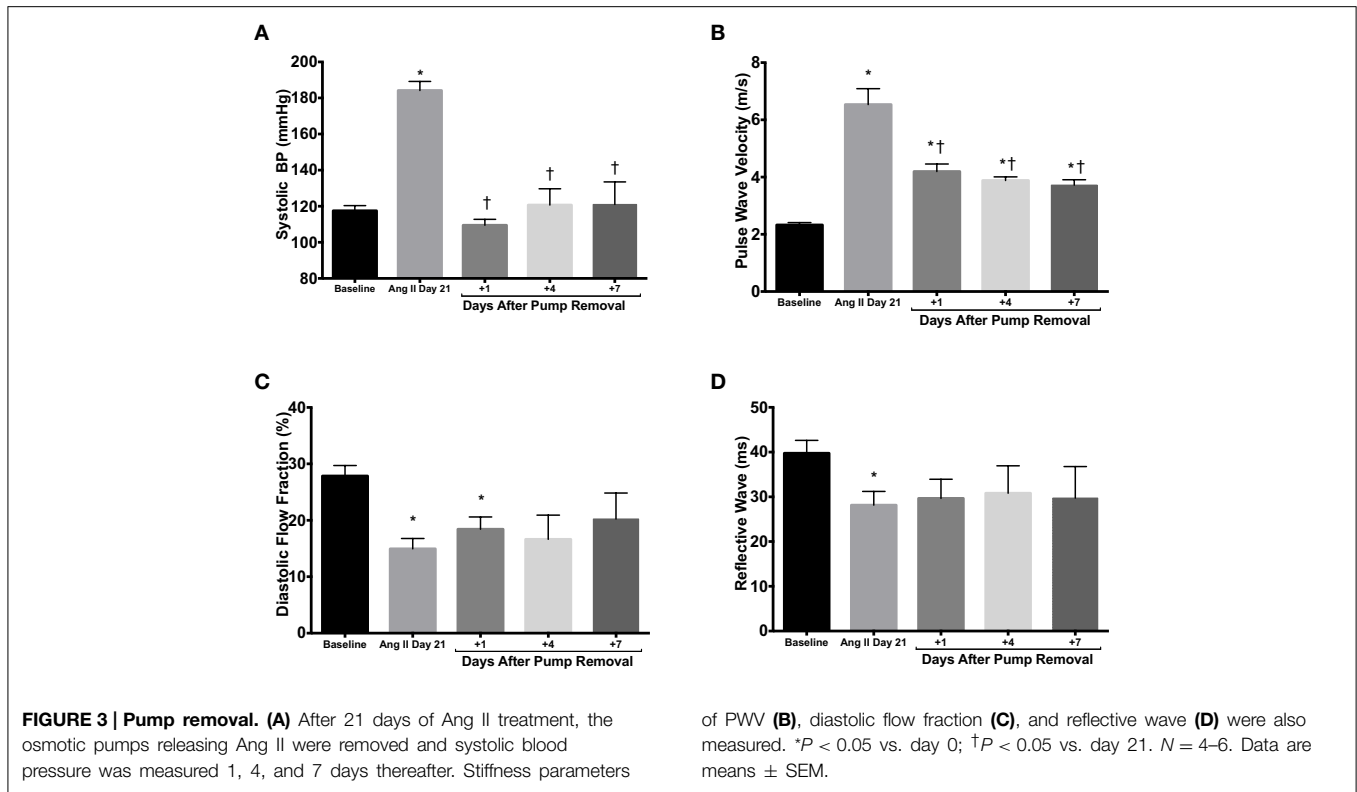 A
Systolic BP (mmHg)
200
180
160
140
120
100
80
*
†
†
†
Baseline
Ang II Day 21
+1
+4
+7
Days After Pump Removal
B
Pulse Wave Velocity (m/s)
8
6
4
2
0
*
*†
*†
*†
Baseline
Ang II Day 21
+1
+4
+7
Days After Pump Removal
C
Diastolic Flow Fraction (%)
40
30
20
10
0
*
*
Baseline
Ang II Day 21
+1
+4
+7
Days After Pump Removal
D
Reflective Wave (ms)
50
40
30
20
10
0
*
Baseline
Ang II Day 21
+1
+4
+7
Days After Pump Removal
FIGURE 3 | Pump removal. (A) After 21 days of Ang II treatment, the
osmotic pumps releasing Ang II were removed and systolic blood
pressure was measured 1, 4, and 7 days thereafter. Stiffness parameters
of PWV (B), diastolic flow fraction (C), and reflective wave (D) were also
measured. *P < 0.05 vs. day 0; †P < 0.05 vs. day 21. N = 4–6. Data are
means ± SEM.